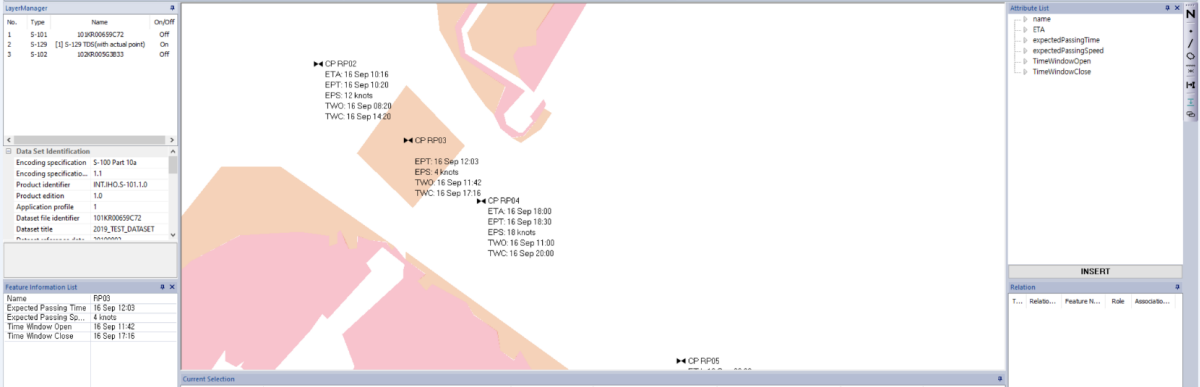 LayerManager
No. Type Name On/Off
1 S-101 101KR00659C72 Off
2 S-129 [1] S-129 TDS(with actual point) On
3 S-102 102KR005G3B33 Off
Data Set Identification
Encoding specification S-100 Part 10a
Encoding specificatio... 1.1
Product identifier INT.IHO.S-101.1.0
Product edition 1.0
Application profile 1
Dataset file identifier 101KR00659C72
Dataset title 2019_TEST_DATASET
Feature Information List
Name RP03
Expected Passing Time 16 Sep 12:03
Expected Passing Sp... 4 knots
Time Window Open 16 Sep 11:42
Time Window Close 16 Sep 17:16
CP RP02
ETA: 16 Sep 10:16
EPT: 16 Sep 10:20
EPS: 12 knots
TWO: 16 Sep 08:20
TWC: 16 Sep 14:20
CP RP03
EPT: 16 Sep 12:03
EPS: 4 knots
TWO: 16 Sep 11:42
TWC: 16 Sep 17:16
CP RP04
ETA: 16 Sep 18:00
EPT: 16 Sep 18:30
EPS: 18 knots
TWO: 16 Sep 11:00
TWC: 16 Sep 20:00
CP RP05
Current Selection
Attribute List
name
ETA
expectedPassingTime
expectedPassingSpeed
TimeWindowOpen
TimeWindowClose
INSERT
Relation
T... Relatio... Feature N... Role Associatio...
N